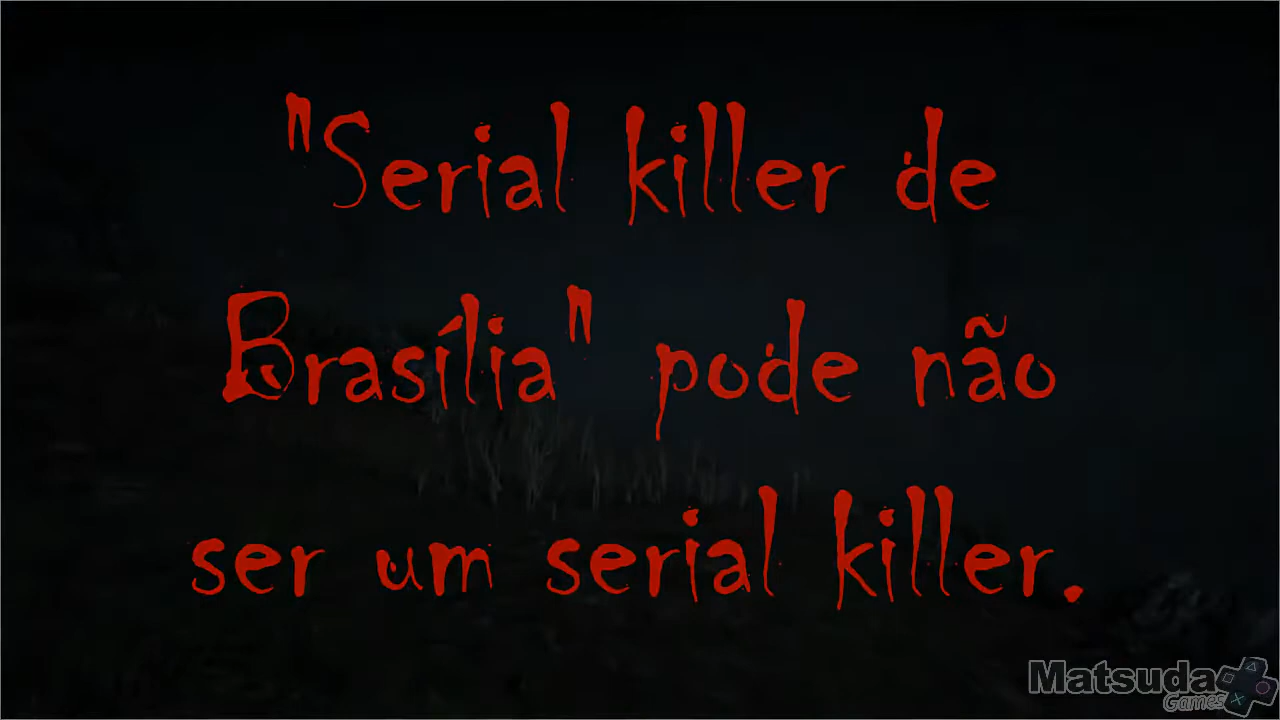 "Serial killer de
Brasília" pode não
ser um serial killer.
Matsuda
Games